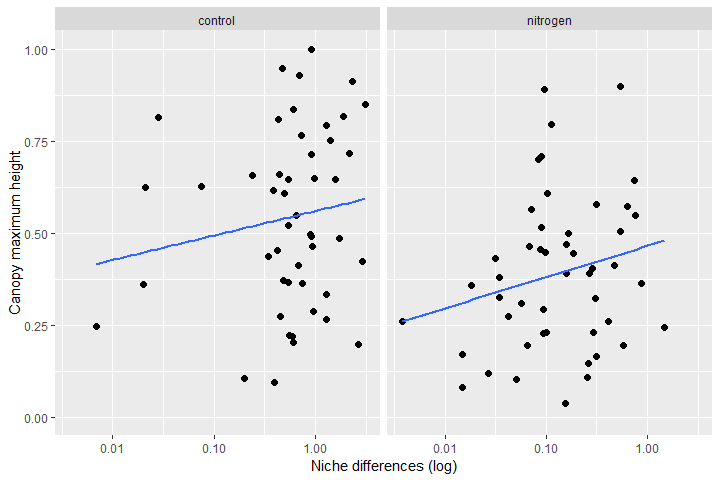 control nitrogen
1.00
0.75
0.50
0.25
0.00
Canopy maximum height
0.01 0.10 1.00 0.01 0.10 1.00
Niche differences (log)